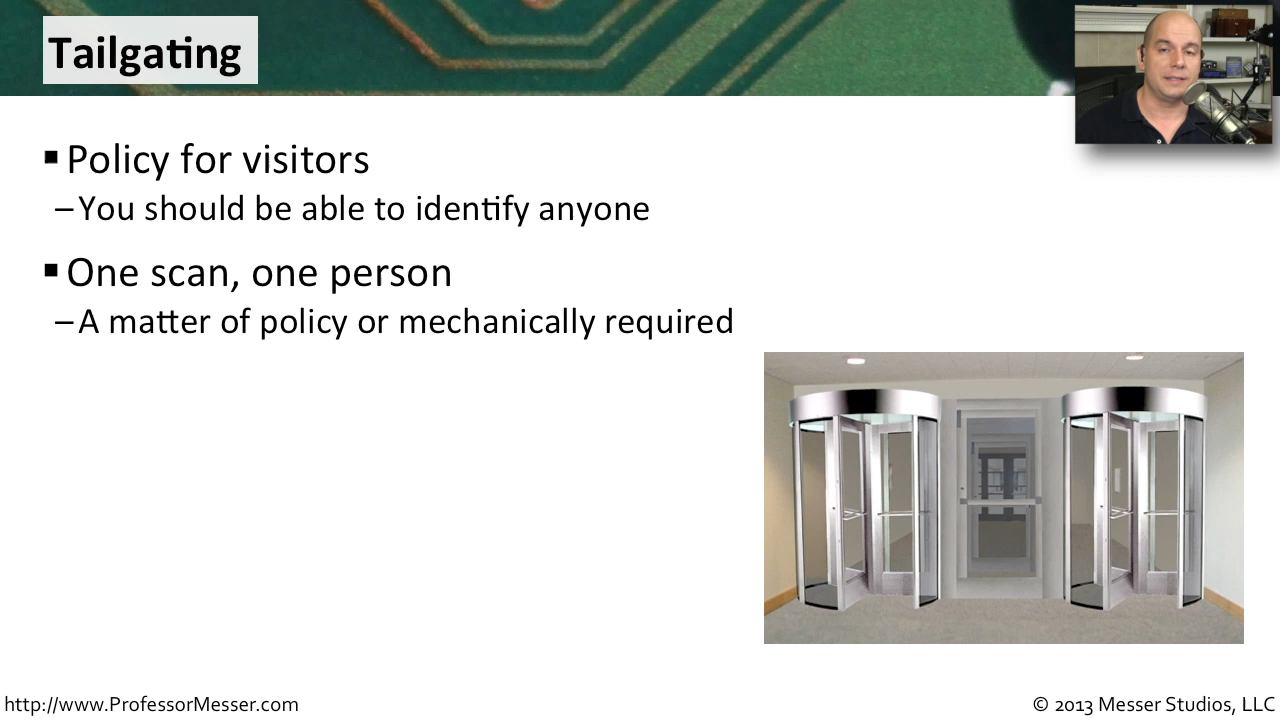 Tailgating
▪ Policy for visitors
– You should be able to identify anyone
▪ One scan, one person
– A matter of policy or mechanically required
http://www.ProfessorMesser.com
© 2013 Messer Studios, LLC